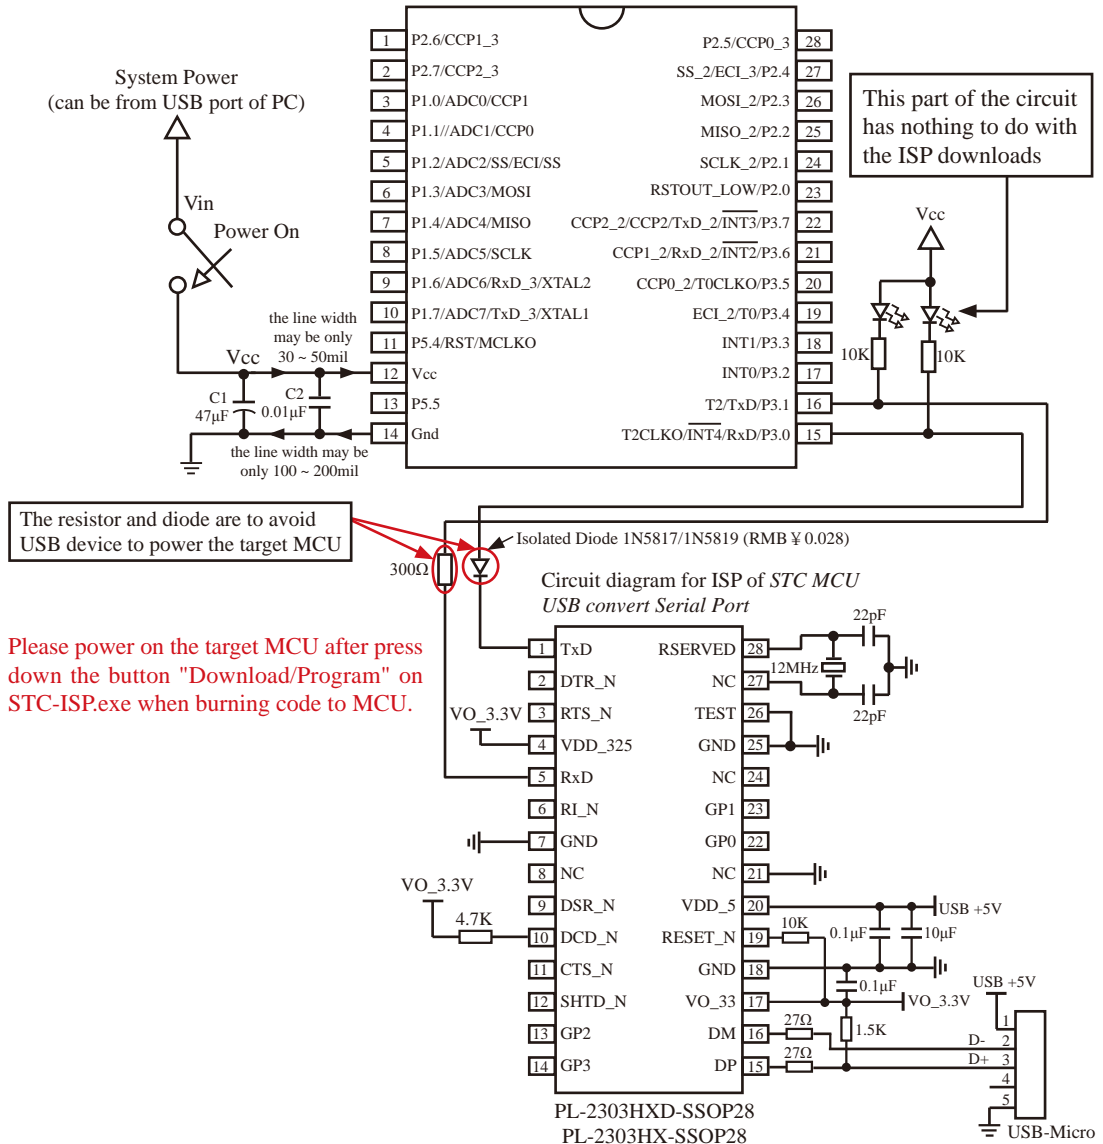 System Power
(can be from USB port of PC)
Vin
Power On
the line width
may be only
30 ~ 50mil
Vcc
C1
47μF
C2
0.01μF
the line width may be
only 100 ~ 200mil
1 P2.6/CCP1_3
2 P2.7/CCP2_3
3 P1.0/ADC0/CCP1
4 P1.1//ADC1/CCP0
5 P1.2/ADC2/SS/ECI/SS
6 P1.3/ADC3/MOSI
7 P1.4/ADC4/MISO
8 P1.5/ADC5/SCLK
9 P1.6/ADC6/RxD_3/XTAL2
10 P1.7/ADC7/TxD_3/XTAL1
11 P5.4/RST/MCLKO
12 Vcc
13 P5.5
14 Gnd
P2.5/CCP0_3 28
SS_2/ECI_3/P2.4 27
MOSI_2/P2.3 26
MISO_2/P2.2 25
SCLK_2/P2.1 24
RSTOUT_LOW/P2.0 23
CCP2_2/CCP2/TxD_2/INT3/P3.7 22
CCP1_2/RxD_2/INT2/P3.6 21
CCP0_2/T0CLKO/P3.5 20
ECI_2/T0/P3.4 19
INT1/P3.3 18
INT0/P3.2 17
T2/TxD/P3.1 16
T2CLKO/INT4/RxD/P3.0 15
This part of the circuit
has nothing to do with
the ISP downloads
Vcc
10K
10K
The resistor and diode are to avoid
USB device to power the target MCU
300Ω
Isolated Diode 1N5817/1N5819 (RMB ¥ 0.028)
Circuit diagram for ISP of STC MCU
USB convert Serial Port
Please power on the target MCU after press
down the button "Download/Program" on
STC-ISP.exe when burning code to MCU.
VO_3.3V
VO_3.3V
4.7K
1 TxD
2 DTR_N
3 RTS_N
4 VDD_325
5 RxD
6 RI_N
7 GND
8 NC
9 DSR_N
10 DCD_N
11 CTS_N
12 SHTD_N
13 GP2
14 GP3
RSERVED 28
NC 27
TEST 26
GND 25
NC 24
GP1 23
GP0 22
NC 21
VDD_5 20
RESET_N 19
GND 18
VO_33 17
DM 16
DP 15
22pF
12MHz
22pF
USB +5V
10K
0.1μF
10μF
0.1μF
VO_3.3V
USB +5V
27Ω
1.5K
27Ω
D-
D+
1
2
3
4
5
USB-Micro
PL-2303HXD-SSOP28
PL-2303HX-SSOP28